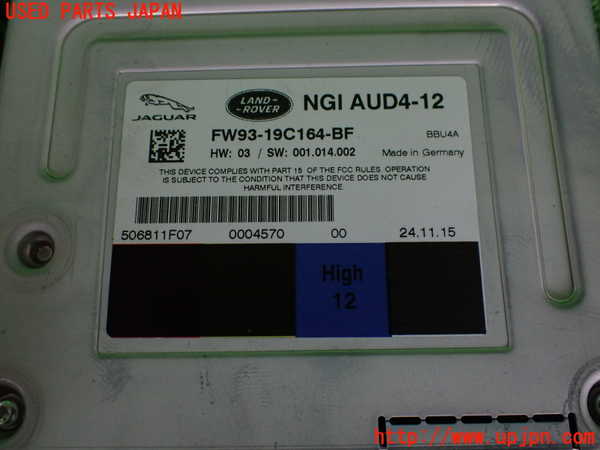 USED PARTS JAPAN
JAGUAR
LAND-
ROVER
NGI AUD4-12
FW93-19C164-BF
BBU4A
HW: 03 / SW: 001.014.002
Made in Germany
THIS DEVICE COMPLIES WITH PART 15 OF THE FCC RULES. OPERATION
IS SUBJECT TO THE CONDITION THAT THIS DEVICE DOES NOT CAUSE
HARMFUL INTERFERENCE.
506811F07 0004570 00 24.11.15
High
12
http://www.upjpn.com/